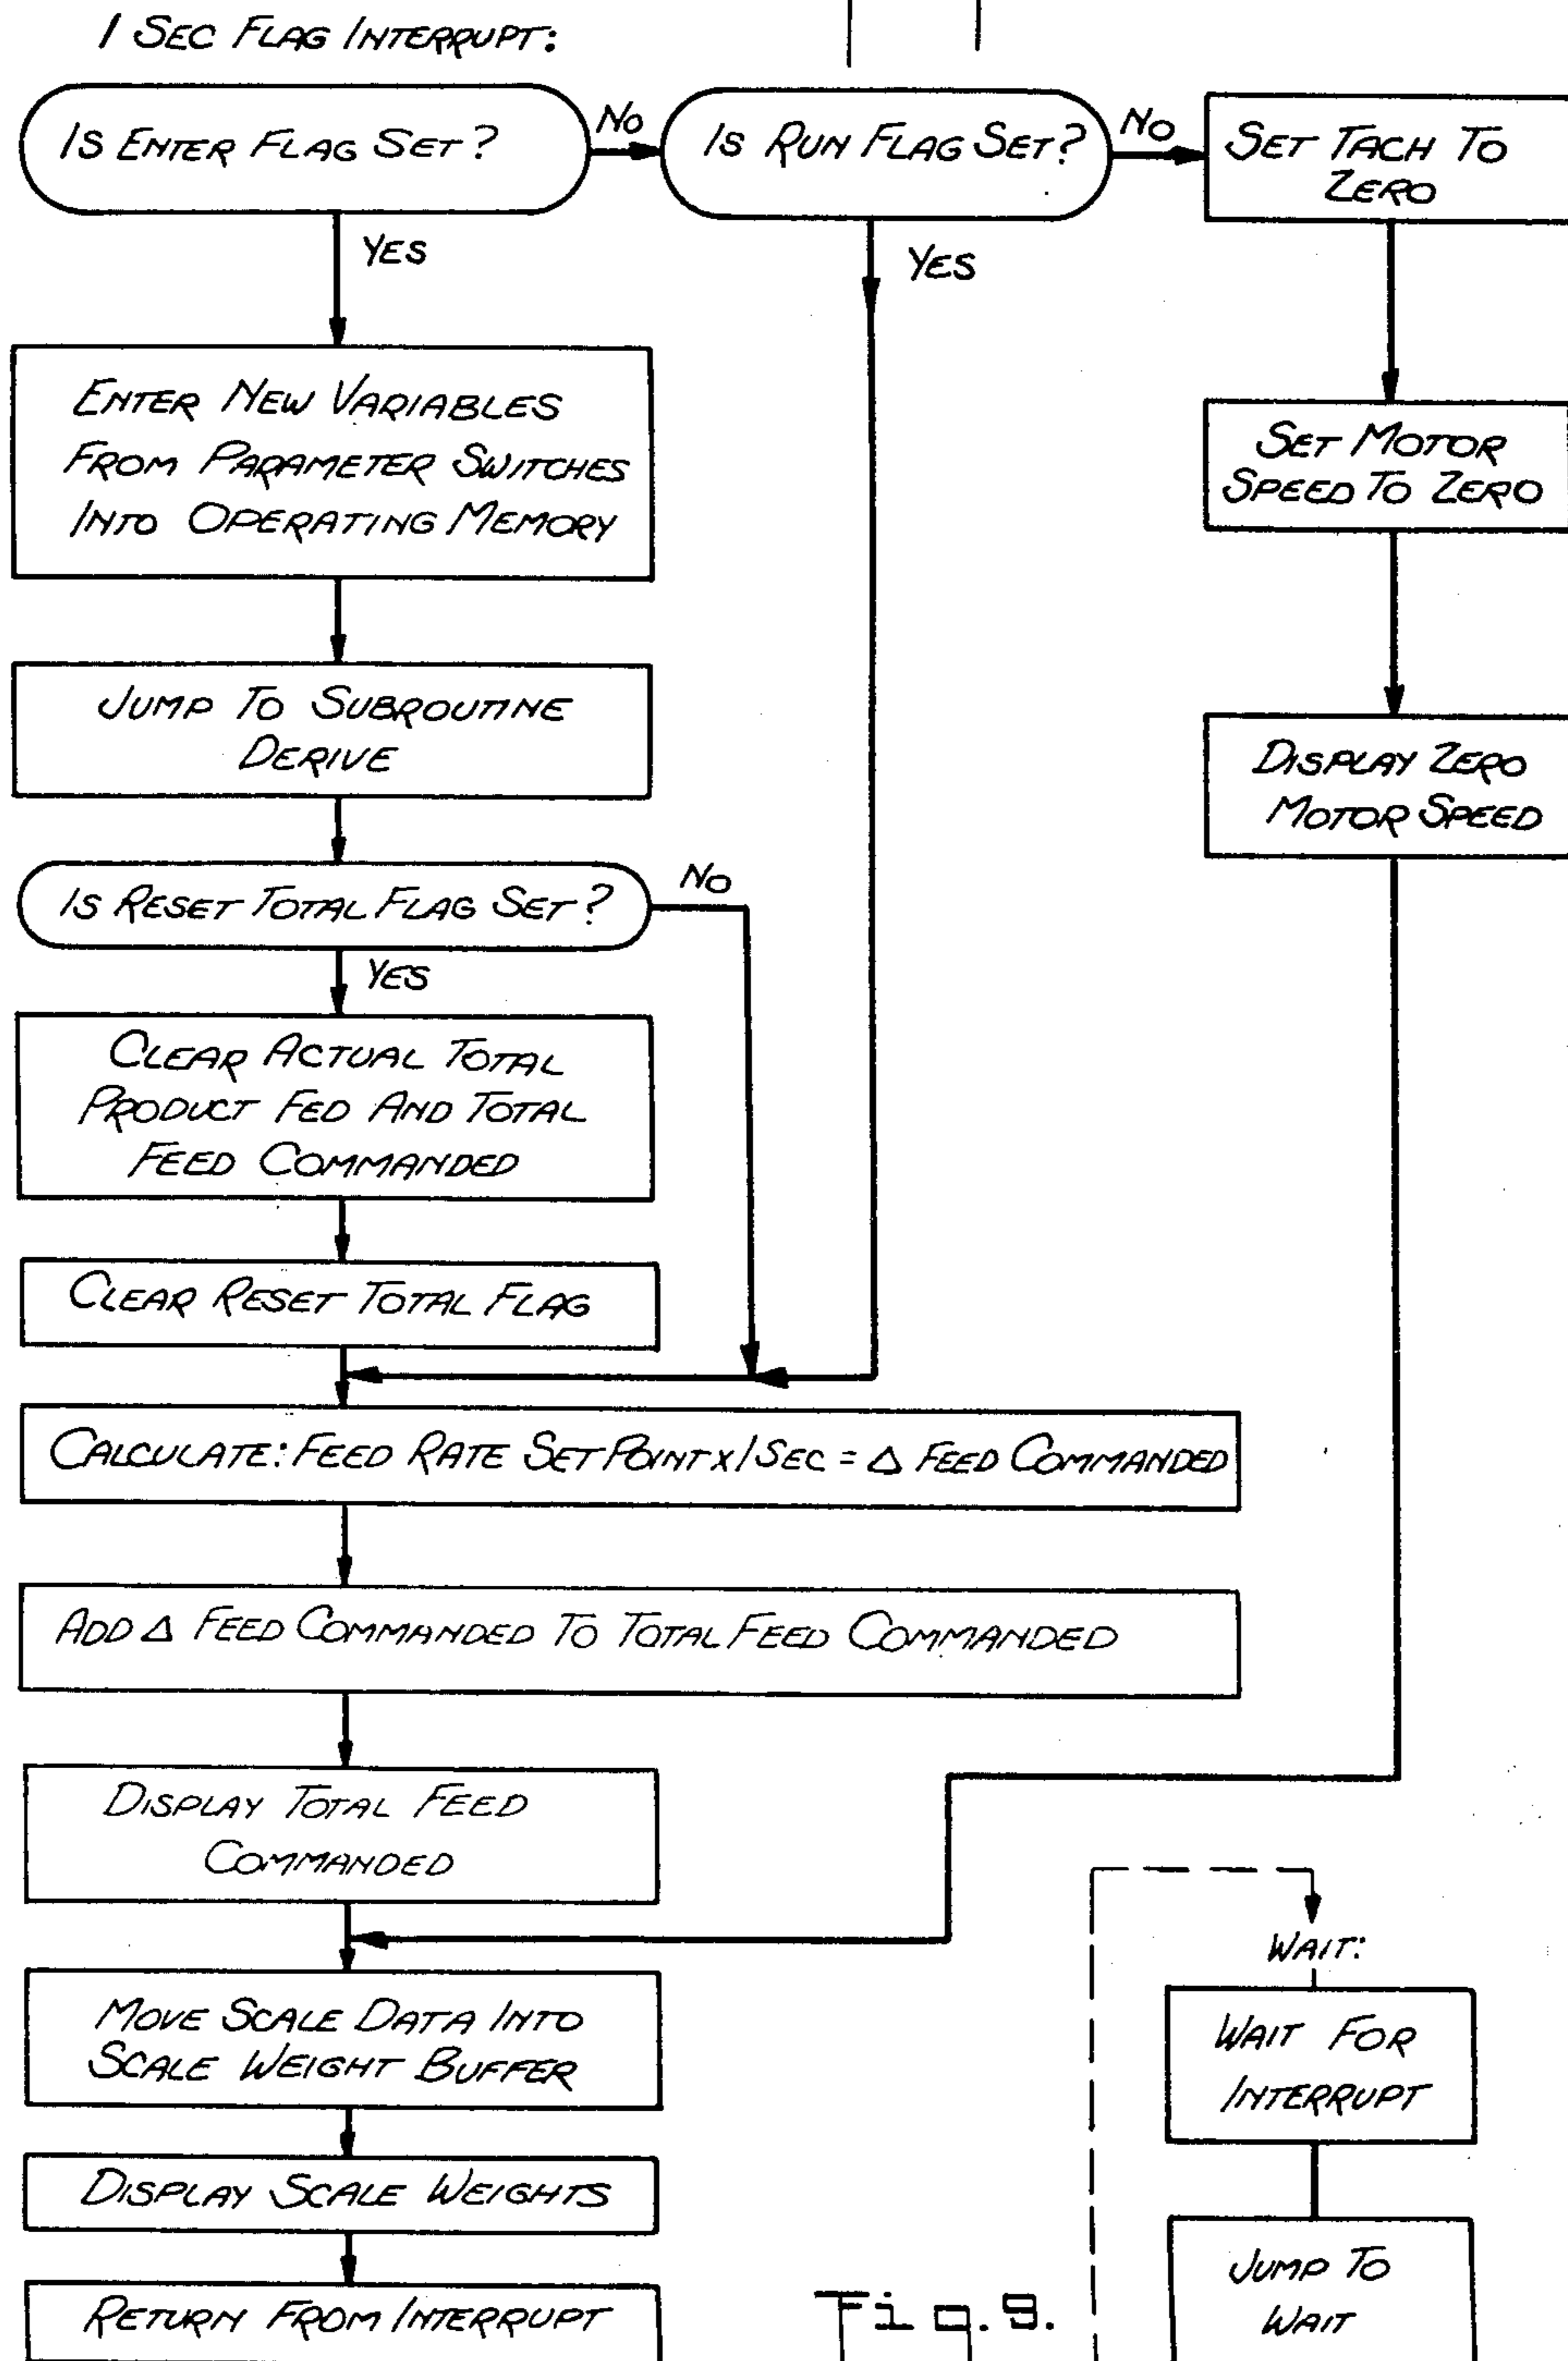 1 SEC FLAG INTERRUPT:
IS ENTER FLAG SET?
NO
IS RUN FLAG SET?
NO
SET TACH TO
ZERO
YES
YES
ENTER NEW VARIABLES
FROM PARAMETER SWITCHES
INTO OPERATING MEMORY
SET MOTOR
SPEED TO ZERO
JUMP TO SUBROUTINE
DERIVE
DISPLAY ZERO
MOTOR SPEED
IS RESET TOTAL FLAG SET?
NO
YES
CLEAR ACTUAL TOTAL
PRODUCT FED AND TOTAL
FEED COMMANDED
CLEAR RESET TOTAL FLAG
CALCULATE: FEED RATE SET POINT X 1 SEC = Δ FEED COMMANDED
ADD Δ FEED COMMANDED TO TOTAL FEED COMMANDED
DISPLAY TOTAL FEED
COMMANDED
MOVE SCALE DATA INTO
SCALE WEIGHT BUFFER
DISPLAY SCALE WEIGHTS
RETURN FROM INTERRUPT
WAIT:
WAIT FOR
INTERRUPT
JUMP TO
WAIT
Fig. 9.